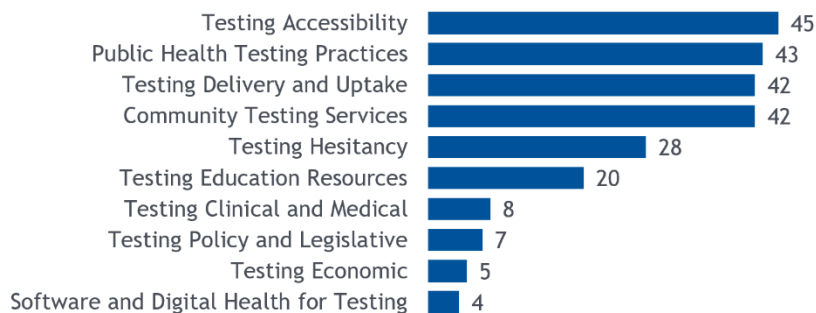 Testing Accessibility 45
Public Health Testing Practices 43
Testing Delivery and Uptake 42
Community Testing Services 42
Testing Hesitancy 28
Testing Education Resources 20
Testing Clinical and Medical 8
Testing Policy and Legislative 7
Testing Economic 5
Software and Digital Health for Testing 4